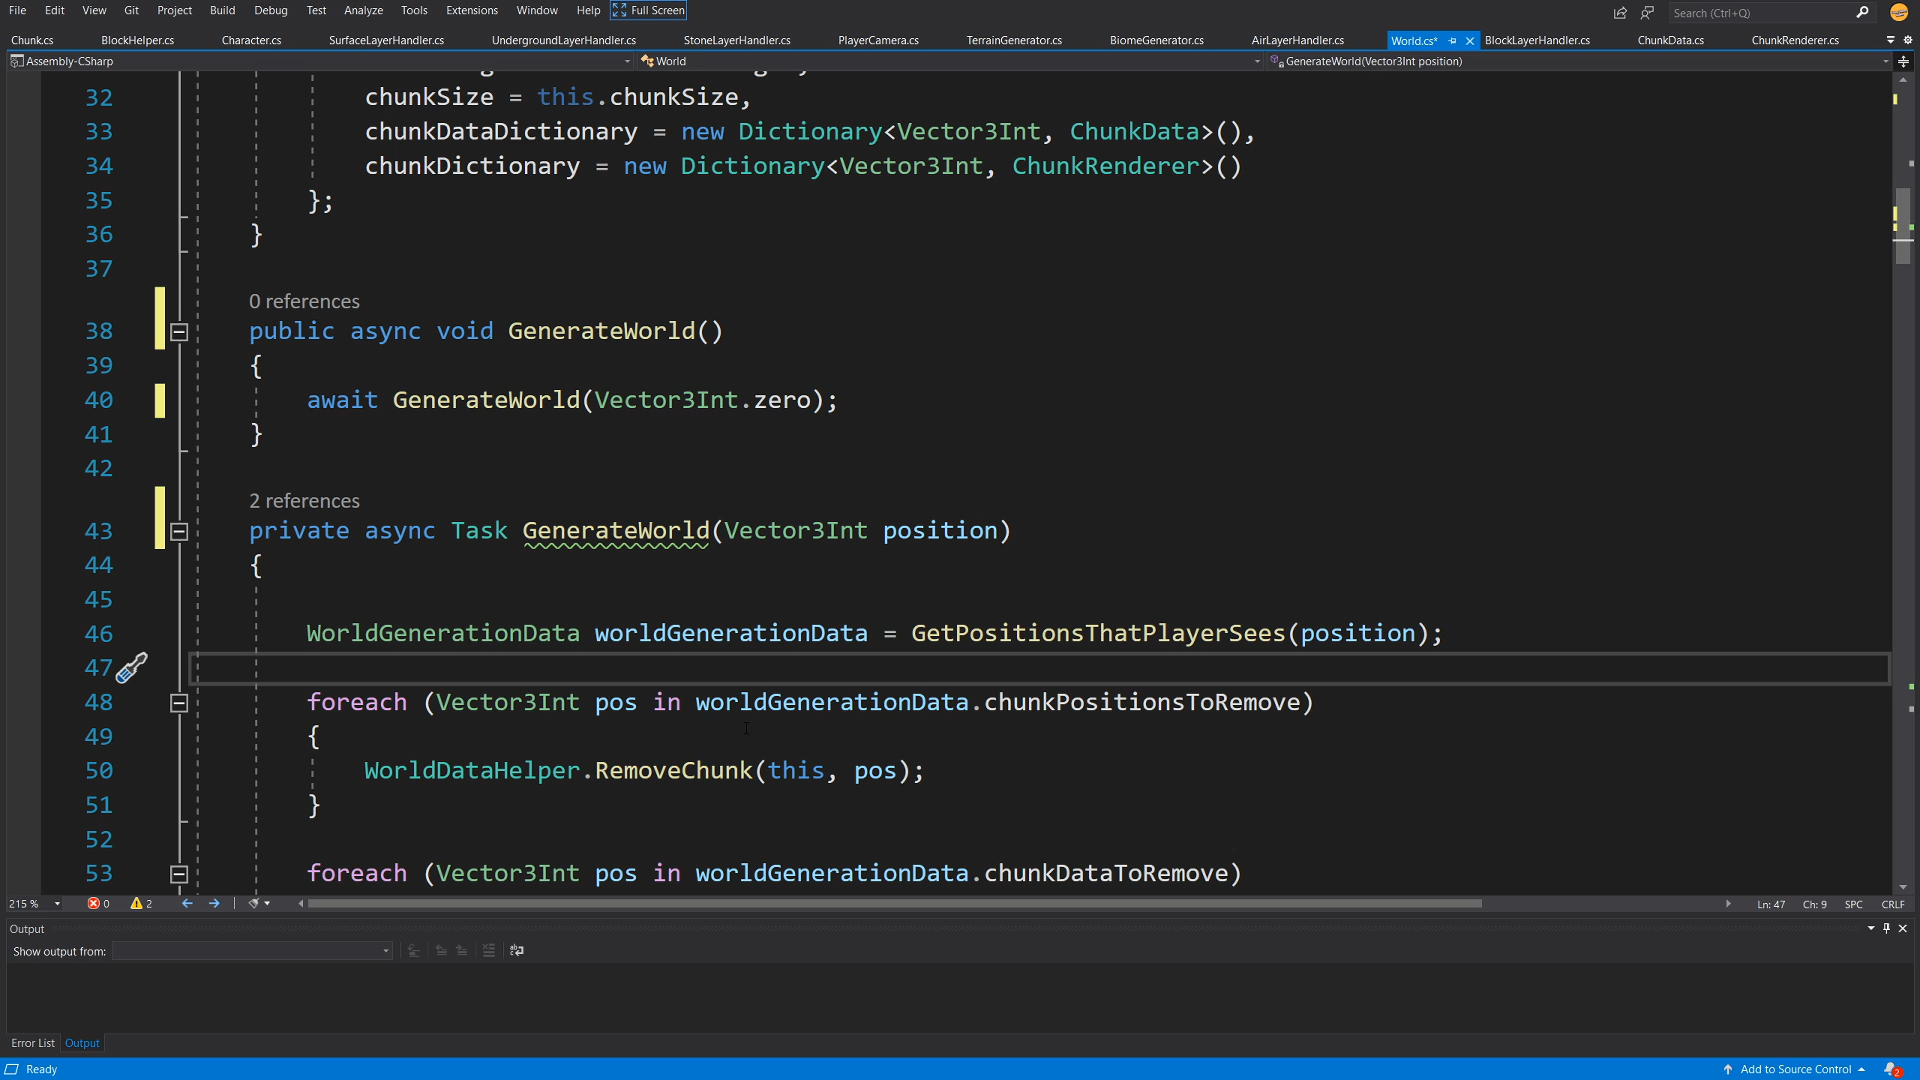 File Edit View Git Project Build Debug Test Analyze Tools Extensions Window Help Full Screen Search (Ctrl+Q)
Chunk.cs BlockHelper.cs Character.cs SurfaceLayerHandler.cs UndergroundLayerHandler.cs StoneLayerHandler.cs PlayerCamera.cs TerrainGenerator.cs BiomeGenerator.cs AirLayerHandler.cs World.cs* BlockLayerHandler.cs ChunkData.cs ChunkRenderer.cs
Assembly-CSharp World GenerateWorld(Vector3Int position)
32 chunkSize = this.chunkSize,
33 chunkDataDictionary = new Dictionary<Vector3Int, ChunkData>(),
34 chunkDictionary = new Dictionary<Vector3Int, ChunkRenderer>()
35 };
36 }
37
0 references
38 public async void GenerateWorld()
39 {
40 await GenerateWorld(Vector3Int.zero);
41 }
42
2 references
43 private async Task GenerateWorld(Vector3Int position)
44 {
45
46 WorldGenerationData worldGenerationData = GetPositionsThatPlayerSees(position);
47
48 foreach (Vector3Int pos in worldGenerationData.chunkPositionsToRemove)
49 {
50 WorldDataHelper.RemoveChunk(this, pos);
51 }
52
53 foreach (Vector3Int pos in worldGenerationData.chunkDataToRemove)
215 % 0 2 Ln: 47 Ch: 9 SPC CRLF
Output
Show output from:
Error List Output
Ready Add to Source Control 2